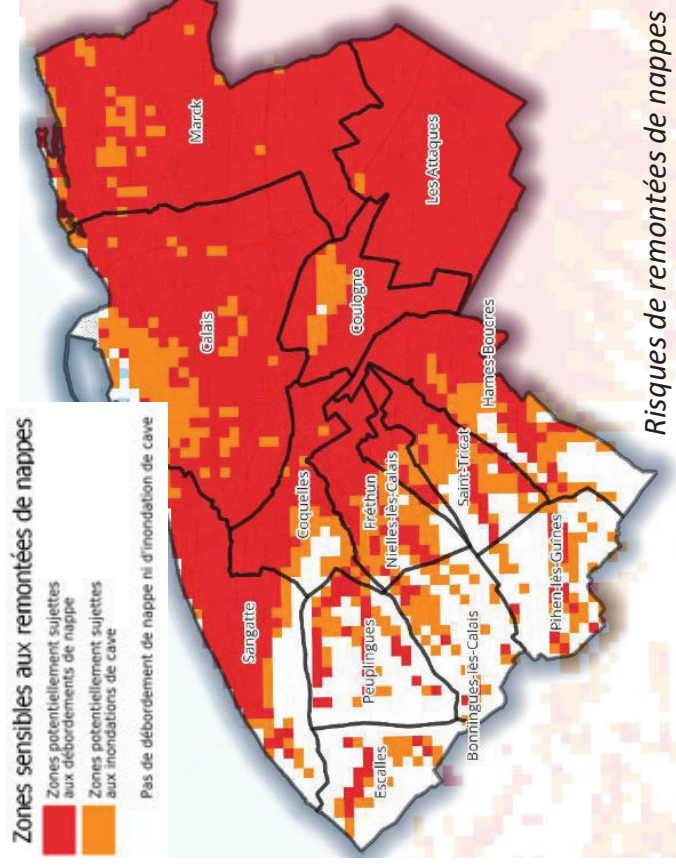 Zones sensibles aux remontées de nappes
Zones potentiellement sujettes
aux débordements de nappe
Zones potentiellement sujettes
aux inondations de cave
Pas de débordement de nappe ni d'inondation de cave
Marck
Calais
Les Attaques
Coulogne
Hames-Boucres
Coquelles
Fréthun
Nielles-lès-Calais
Saint-Tricat
Sangatte
Peuplingues
Pihen-lès-Guînes
Bonningues-lès-Calais
Escalles
Risques de remontées de nappes